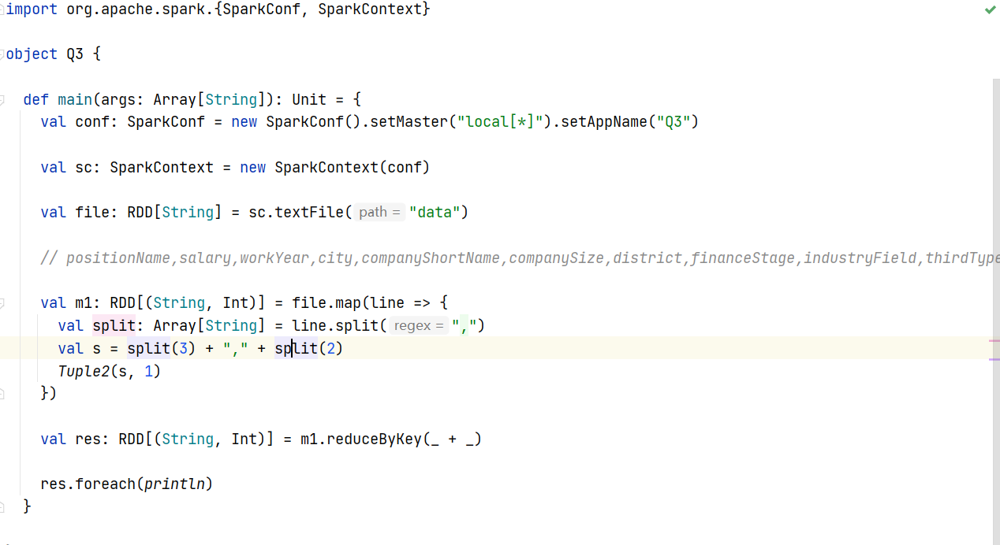 import org.apache.spark.{SparkConf, SparkContext}
object Q3 {
def main(args: Array[String]): Unit = {
val conf: SparkConf = new SparkConf().setMaster("local[*]").setAppName("Q3")
val sc: SparkContext = new SparkContext(conf)
val file: RDD[String] = sc.textFile( path = "data")
// positionName,salary,workYear,city,companyShortName,companySize,district,financeStage,industryField,thirdType
val m1: RDD[(String, Int)] = file.map(line => {
val split: Array[String] = line.split( regex = ",")
val s = split(3) + "," + split(2)
Tuple2(s, 1)
})
val res: RDD[(String, Int)] = m1.reduceByKey(_ + _)
res.foreach(println)
}